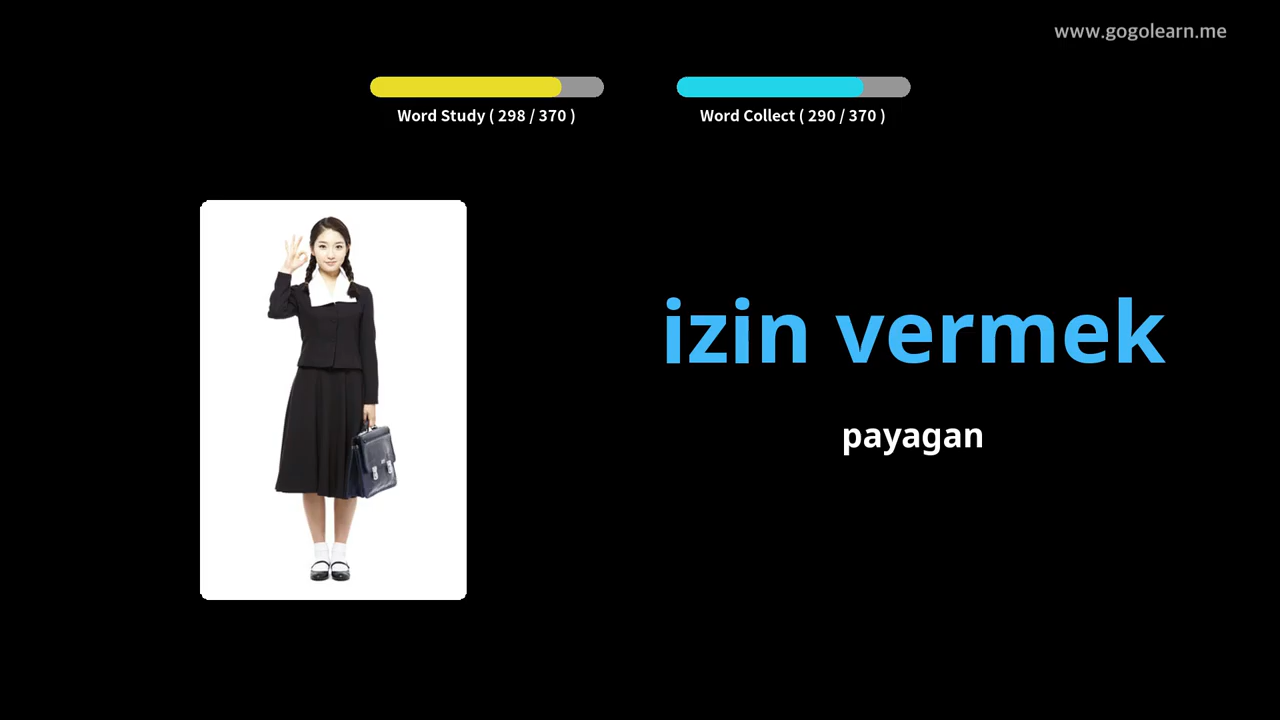 www.gogolearn.me
Word Study ( 298 / 370 )
Word Collect ( 290 / 370 )
izin vermek
payagan